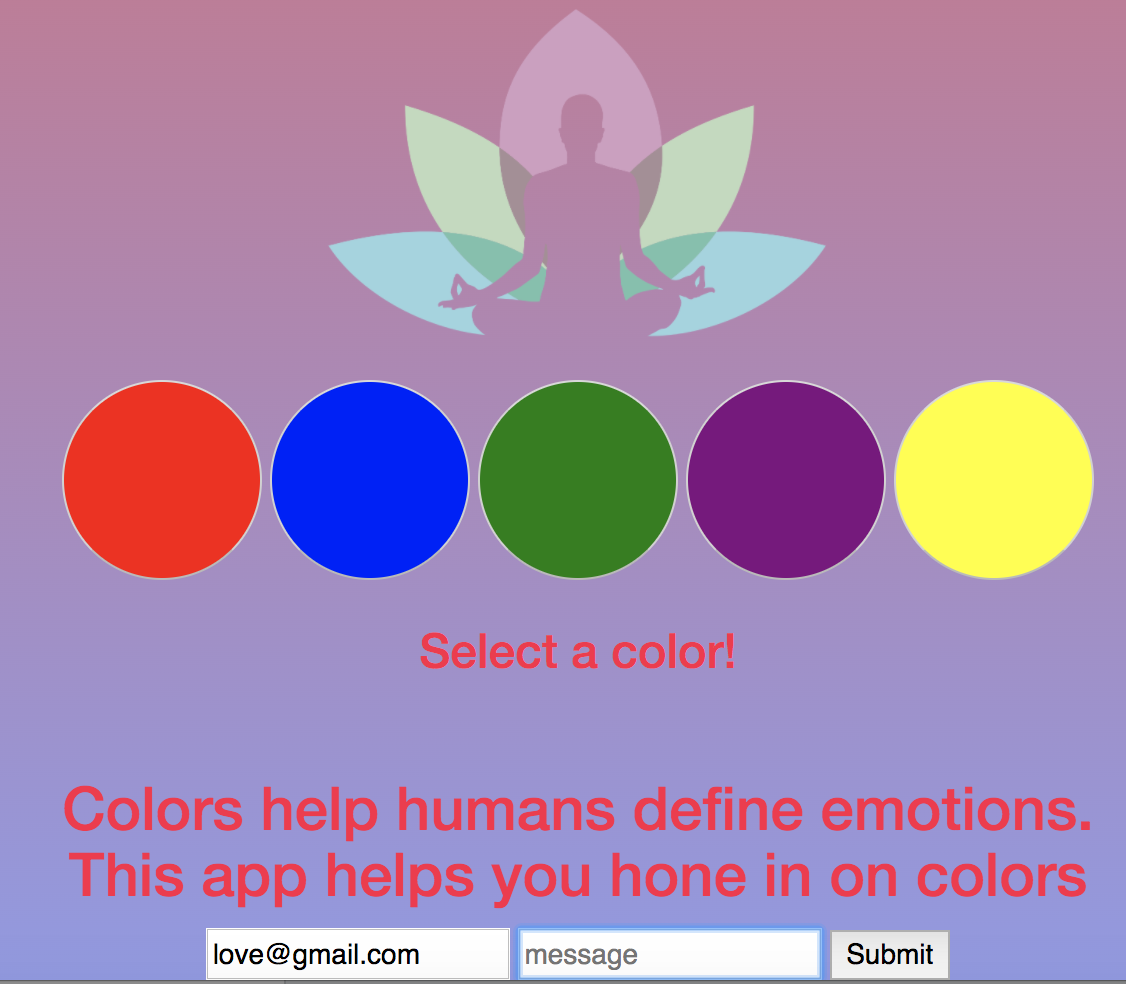 Select a color!
Colors help humans define emotions.
This app helps you hone in on colors
love@gmail.com message Submit